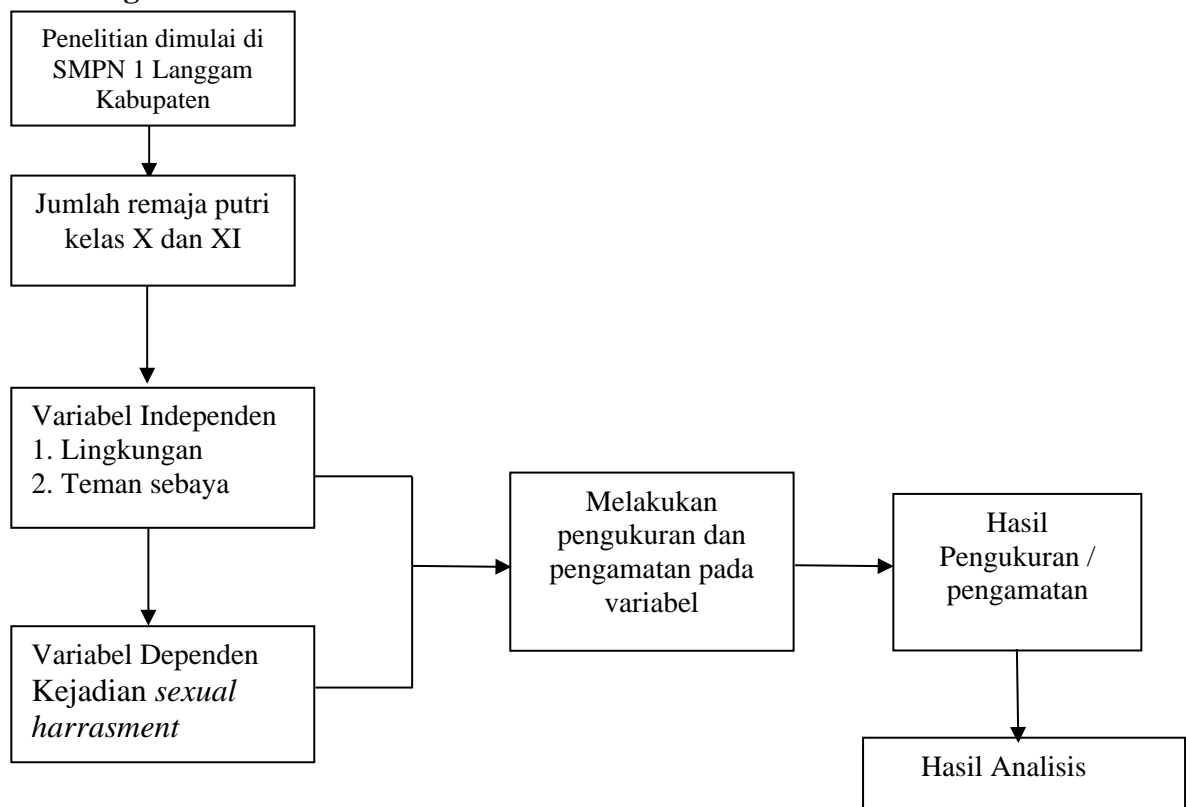 Penelitian dimulai di
SMPN 1 Langgam
Kabupaten
Jumlah remaja putri
kelas X dan XI
Variabel Independen
1. Lingkungan
2. Teman sebaya
Variabel Dependen
Kejadian sexual
harrasment
Melakukan
pengukuran dan
pengamatan pada
variabel
Hasil
Pengukuran /
pengamatan
Hasil Analisis